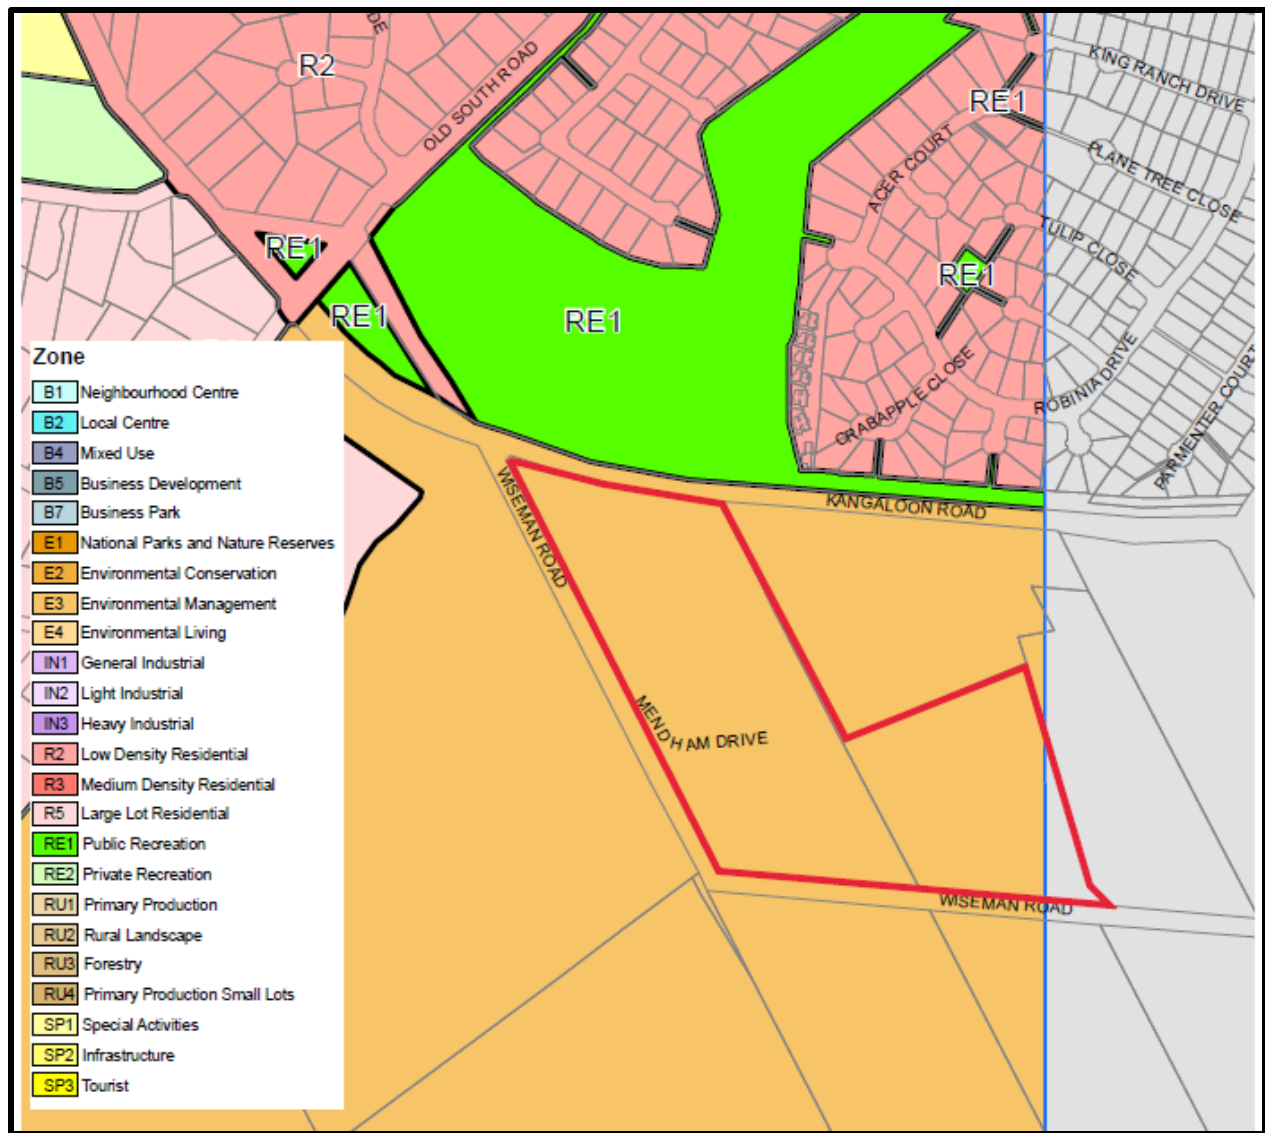 R2
DE
OLD SOUTH ROAD
KING RANCH DRIVE
RE1
PLANE TREE CLOSE
ACER COURT
TULIP CLOSE
RE1
RE1
RE1
RE1
ROBINIA DRIVE
CRABAPPLE CLOSE
PARMENTER COURT
KANGALOON ROAD
WISEMAN ROAD
MENDHAM DRIVE
WISEMAN ROAD
Zone
B1 Neighbourhood Centre
B2 Local Centre
B4 Mixed Use
B5 Business Development
B7 Business Park
E1 National Parks and Nature Reserves
E2 Environmental Conservation
E3 Environmental Management
E4 Environmental Living
IN1 General Industrial
IN2 Light Industrial
IN3 Heavy Industrial
R2 Low Density Residential
R3 Medium Density Residential
R5 Large Lot Residential
RE1 Public Recreation
RE2 Private Recreation
RU1 Primary Production
RU2 Rural Landscape
RU3 Forestry
RU4 Primary Production Small Lots
SP1 Special Activities
SP2 Infrastructure
SP3 Tourist